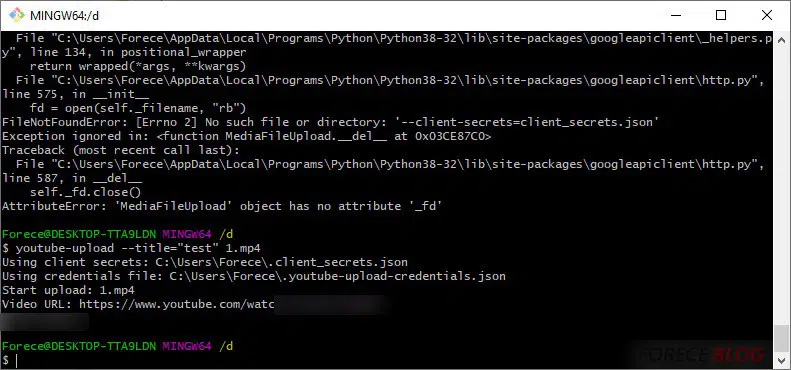 MINGW64:/d
File "C:\Users\Forece\AppData\Local\Programs\Python\Python38-32\lib\site-packages\googleapiclient\_helpers.p
y", line 134, in positional_wrapper
return wrapped(*args, **kwargs)
File "C:\Users\Forece\AppData\Local\Programs\Python\Python38-32\lib\site-packages\googleapiclient\http.py",
line 575, in __init__
fd = open(self._filename, "rb")
FileNotFoundError: [Errno 2] No such file or directory: '--client-secrets=client_secrets.json'
Exception ignored in: <function MediaFileUpload.__del__ at 0x03CE87C0>
Traceback (most recent call last):
File "C:\Users\Forece\AppData\Local\Programs\Python\Python38-32\lib\site-packages\googleapiclient\http.py",
line 587, in __del__
self._fd.close()
AttributeError: 'MediaFileUpload' object has no attribute '_fd'
Forece@DESKTOP-TTA9LDN MINGW64 /d
$ youtube-upload --title="test" 1.mp4
Using client secrets: C:\Users\Forece\.client_secrets.json
Using credentials file: C:\Users\Forece\.youtube-upload-credentials.json
Start upload: 1.mp4
Video URL: https://www.youtube.com/watc
Forece@DESKTOP-TTA9LDN MINGW64 /d
$
FORECE BLOG